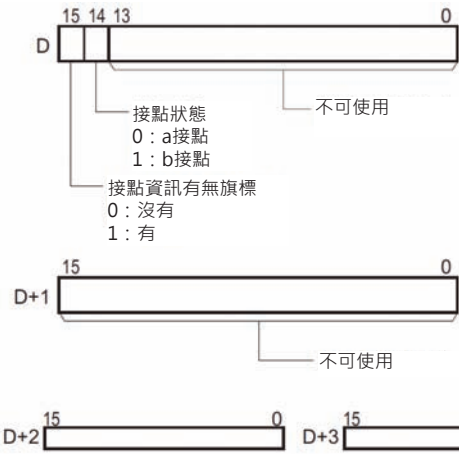 15 14 13 0
D
接點狀態
0：a接點
1：b接點
不可使用
接點資訊有無旗標
0：沒有
1：有
15 0
D+1
不可使用
15 0 15
D+2 D+3